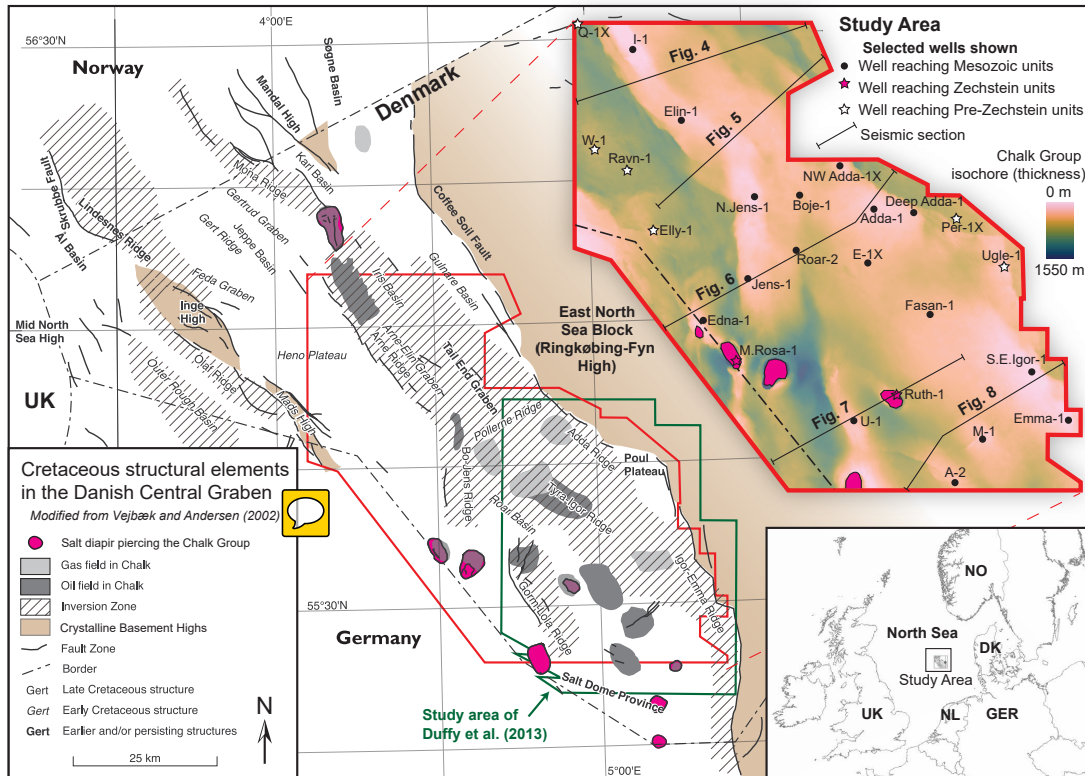 4°00'E
56°30'N
Norway
Søgne Basin
Mandal High
Denmark
Karl Basin
Mona Ridge
Gertrud Graben
Gert Ridge
Jeppe Basin
Ål Basin
Skrubbe Fault
Lindesnes Ridge
Feda Graben
Inge High
Mid North
Sea High
Outer Rough Basin
Olaf Ridge
Mads High
UK
Heno Plateau
Iris Basin
Gulnare Basin
Coffee Soil Fault
Arne-Elin Graben
Arne Ridge
Tail End Graben
East North
Sea Block
(Ringkøbing-Fyn
High)
Pollerne Ridge
Adda Ridge
Poul
Plateau
Bo-Jens Ridge
Roar Basin
Tyra-Igor Ridge
Igor-Emma Ridge
Gorm-Lola Ridge
55°30'N
Germany
Salt Dome Province
Study area of
Duffy et al. (2013)
5°00'E
Cretaceous structural elements
in the Danish Central Graben
Modified from Vejbæk and Andersen (2002)
Salt diapir piercing the Chalk Group
Gas field in Chalk
Oil field in Chalk
Inversion Zone
Crystalline Basement Highs
Fault Zone
Border
Gert Late Cretaceous structure
Gert Early Cretaceous structure
Gert Earlier and/or persisting structures
25 km
N
Study Area
Selected wells shown
Well reaching Mesozoic units
Well reaching Zechstein units
Well reaching Pre-Zechstein units
Seismic section
Chalk Group
isochore (thickness)
0 m
1550 m
Q-1X
I-1
Fig. 4
Elin-1
Fig. 5
W-1
Ravn-1
NW Adda-1X
N.Jens-1
Boje-1
Deep Adda-1
Adda-1
Per-1X
Elly-1
Roar-2
E-1X
Ugle-1
Fig. 6
Jens-1
Edna-1
Fasan-1
M.Rosa-1
S.E.Igor-1
Ruth-1
Fig. 7
U-1
Fig. 8
M-1
Emma-1
A-2
NO
North Sea
DK
Study Area
UK
NL
GER